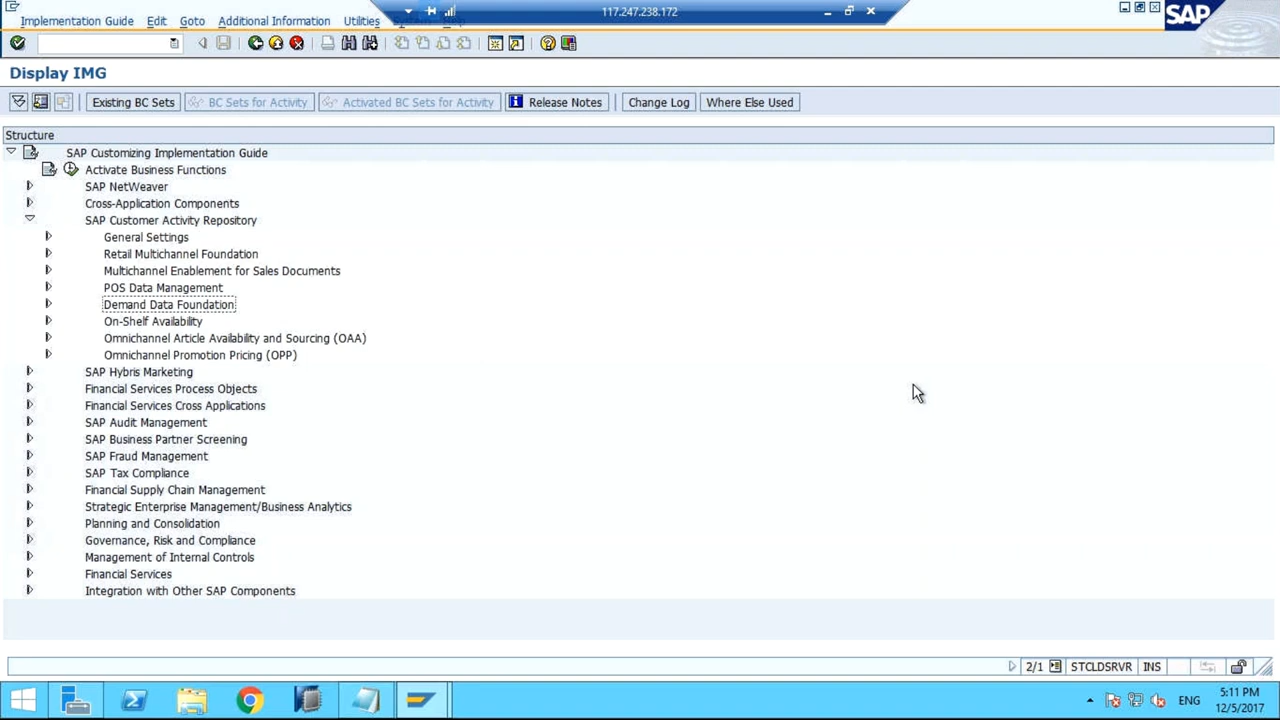 117.247.238.172
Implementation Guide Edit Goto Additional Information Utilities System Help
SAP
Display IMG
Existing BC Sets BC Sets for Activity Activated BC Sets for Activity Release Notes Change Log Where Else Used
Structure
SAP Customizing Implementation Guide
Activate Business Functions
SAP NetWeaver
Cross-Application Components
SAP Customer Activity Repository
General Settings
Retail Multichannel Foundation
Multichannel Enablement for Sales Documents
POS Data Management
Demand Data Foundation
On-Shelf Availability
Omnichannel Article Availability and Sourcing (OAA)
Omnichannel Promotion Pricing (OPP)
SAP Hybris Marketing
Financial Services Process Objects
Financial Services Cross Applications
SAP Audit Management
SAP Business Partner Screening
SAP Fraud Management
SAP Tax Compliance
Financial Supply Chain Management
Strategic Enterprise Management/Business Analytics
Planning and Consolidation
Governance, Risk and Compliance
Management of Internal Controls
Financial Services
Integration with Other SAP Components
2/1 STCLDSRVR INS
ENG 5:11 PM
12/5/2017